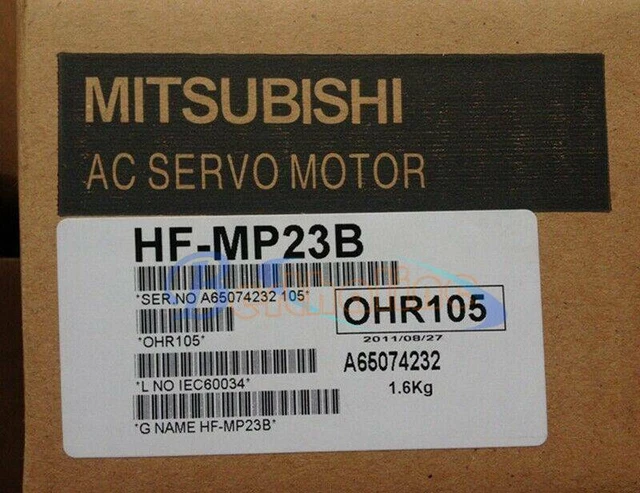 MITSUBISHI
AC SERVO MOTOR
HF-MP23B
*SER.NO A65074232 105*
OHR105
*OHR105*
2011/08/27
A65074232
*L NO IEC60034*
1.6Kg
*G NAME HF-MP23B*